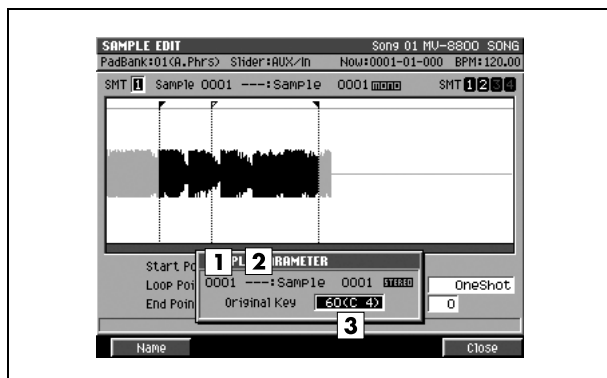 SAMPLE EDIT Song 01 MV-8800 SONG
PadBank:01(A.Phrs) Slider:AUX/In Now:0001-01-000 BPM:120.00
SMT 1 Sample 0001 ---:Sample 0001 mono SMT 1 2 3 4
1 2 PARAMETER
Start Po
0001 ---:Sample 0001 STEREO
Loop Poi OneShot
Original Key 60(C 4)
End Poin 0
3
Name Close